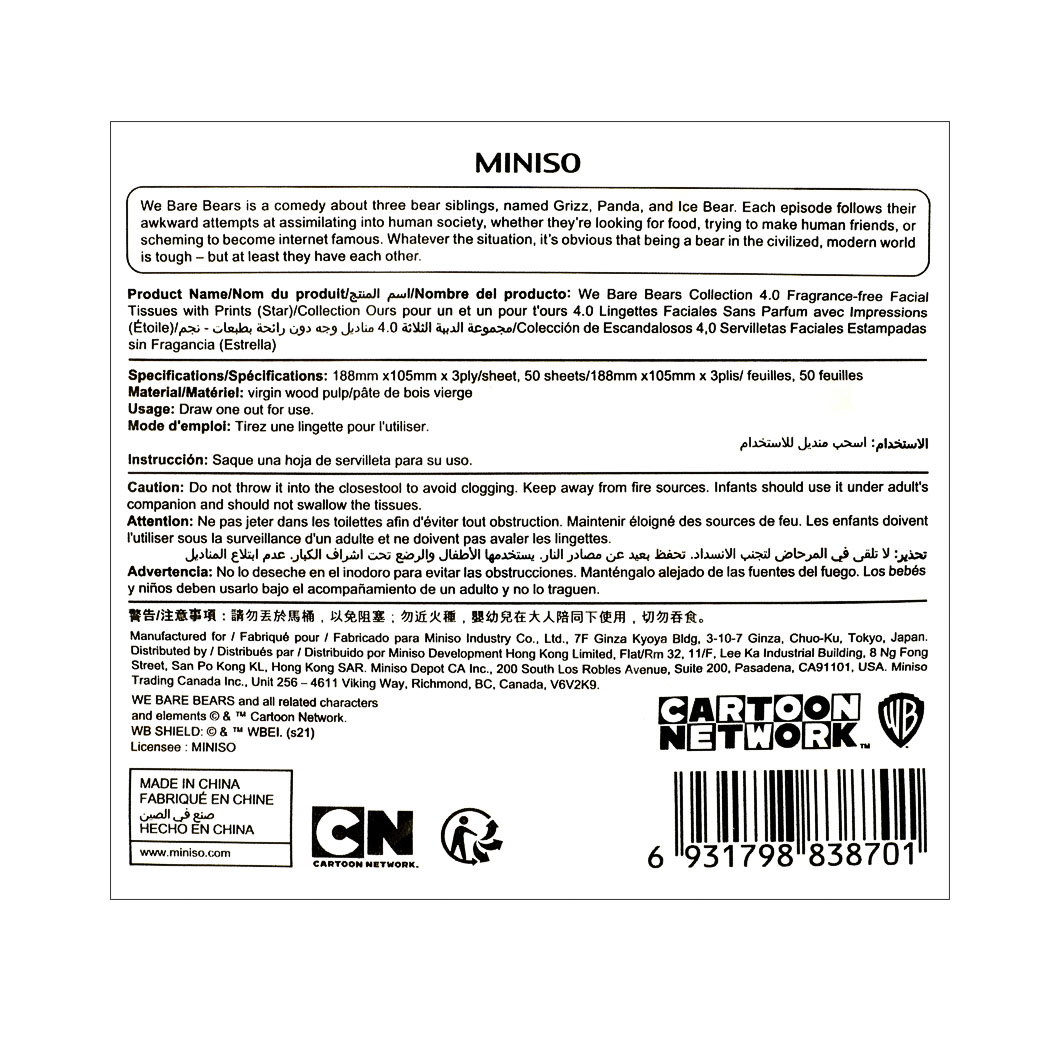 MINISO
We Bare Bears is a comedy about three bear siblings, named Grizz, Panda, and Ice Bear. Each episode follows their
awkward attempts at assimilating into human society, whether they're looking for food, trying to make human friends, or
scheming to become internet famous. Whatever the situation, it's obvious that being a bear in the civilized, modern world
is tough – but at least they have each other.
Product Name/Nom du produit/اسم المنتج/Nombre del producto: We Bare Bears Collection 4.0 Fragrance-free Facial
Tissues with Prints (Star)/Collection Ours pour un et un pour t'ours 4.0 Lingettes Faciales Sans Parfum avec Impressions
(Étoile)/مجموعة الدببة الثلاثة 4.0 مناديل وجه دون رائحة بطبعات - نجم/Colección de Escandalosos 4,0 Servilletas Faciales Estampadas
sin Fragancia (Estrella)
Specifications/Spécifications: 188mm x105mm x 3ply/sheet, 50 sheets/188mm x105mm x 3plis/ feuilles, 50 feuilles
Material/Matériel: virgin wood pulp/pâte de bois vierge
Usage: Draw one out for use.
Mode d'emploi: Tirez une lingette pour l'utiliser.
الاستخدام: اسحب منديل للاستخدام
Instrucción: Saque una hoja de servilleta para su uso.
Caution: Do not throw it into the closestool to avoid clogging. Keep away from fire sources. Infants should use it under adult's
companion and should not swallow the tissues.
Attention: Ne pas jeter dans les toilettes afin d'éviter tout obstruction. Maintenir éloigné des sources de feu. Les enfants doivent
l'utiliser sous la surveillance d'un adulte et ne doivent pas avaler les lingettes.
تحذير: لا تلقى في المرحاض لتجنب الانسداد. تحفظ بعيد عن مصادر النار. يستخدمها الأطفال والرضع تحت اشراف الكبار. عدم ابتلاع المناديل
Advertencia: No lo deseche en el inodoro para evitar las obstrucciones. Manténgalo alejado de las fuentes del fuego. Los bebés
y niños deben usarlo bajo el acompañamiento de un adulto y no lo traguen.
警告/注意事項：請勿丟於馬桶，以免阻塞；勿近火種，嬰幼兒在大人陪同下使用，切勿吞食。
Manufactured for / Fabriqué pour / Fabricado para Miniso Industry Co., Ltd., 7F Ginza Kyoya Bldg, 3-10-7 Ginza, Chuo-Ku, Tokyo, Japan.
Distributed by / Distribués par / Distribuido por Miniso Development Hong Kong Limited, Flat/Rm 32, 11/F, Lee Ka Industrial Building, 8 Ng Fong
Street, San Po Kong KL, Hong Kong SAR. Miniso Depot CA Inc., 200 South Los Robles Avenue, Suite 200, Pasadena, CA91101, USA. Miniso
Trading Canada Inc., Unit 256 – 4611 Viking Way, Richmond, BC, Canada, V6V2K9.
WE BARE BEARS and all related characters
and elements © & ™ Cartoon Network.
WB SHIELD: © & ™ WBEI. (s21)
Licensee : MINISO
CARTOON
NETWORK™
WB
MADE IN CHINA
FABRIQUÉ EN CHINE
صنع في الصين
HECHO EN CHINA
www.miniso.com
CN
CARTOON NETWORK.
6 931798 838701